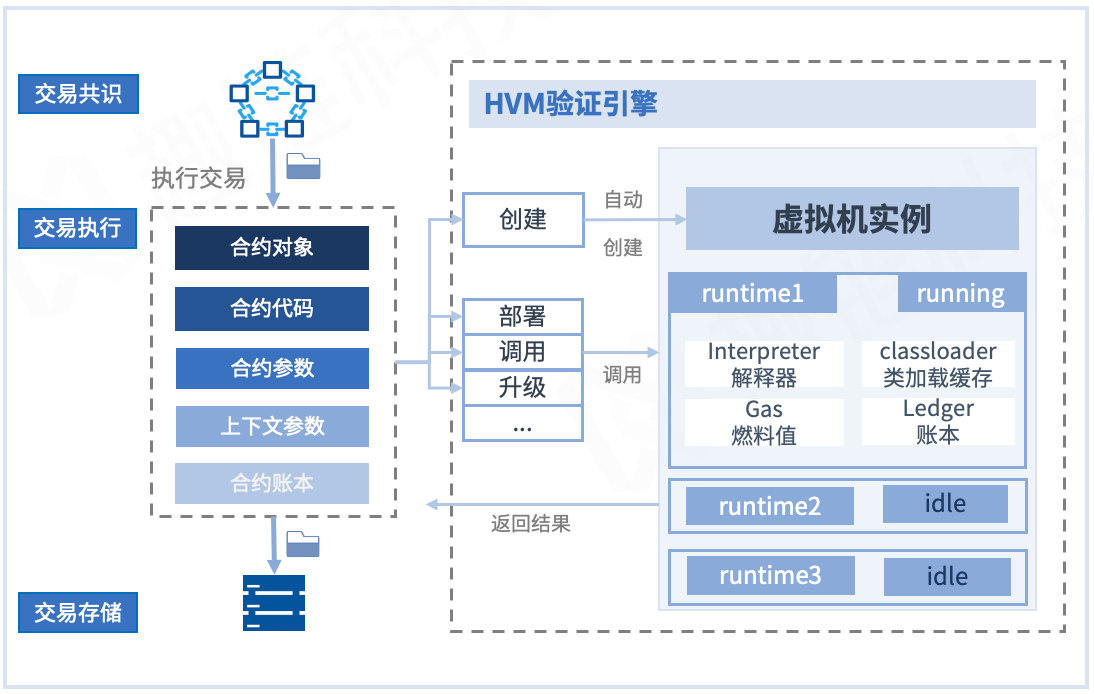 交易共识
HVM验证引擎
执行交易
交易执行
合约对象
合约代码
合约参数
上下文参数
合约账本
创建
自动
创建
部署
调用
升级
...
调用
返回结果
虚拟机实例
runtime1
running
Interpreter
解释器
classloader
类加载缓存
Gas
燃料值
Ledger
账本
runtime2
idle
runtime3
idle
交易存储